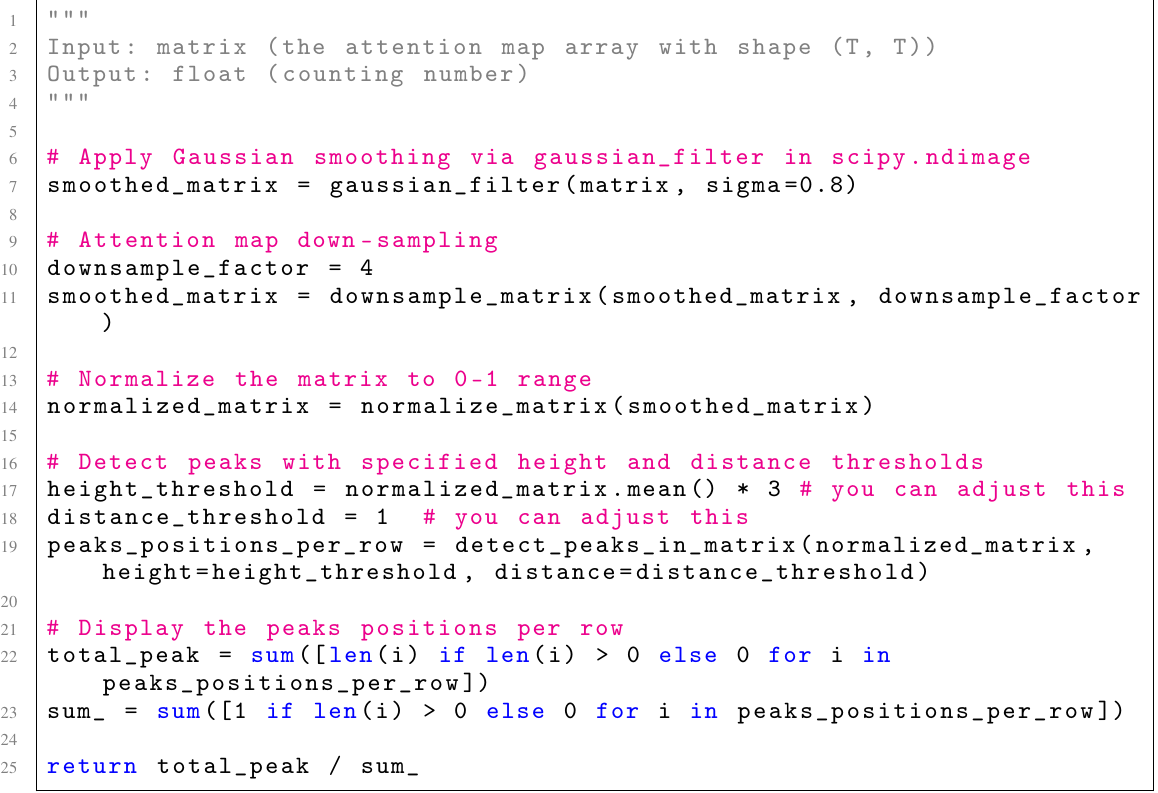 1 """
2 Input: matrix (the attention map array with shape (T, T))
3 Output: float (counting number)
4 """
5
6 # Apply Gaussian smoothing via gaussian_filter in scipy.ndimage
7 smoothed_matrix = gaussian_filter(matrix, sigma=0.8)
8
9 # Attention map down-sampling
10 downsample_factor = 4
11 smoothed_matrix = downsample_matrix(smoothed_matrix, downsample_factor
)
12
13 # Normalize the matrix to 0-1 range
14 normalized_matrix = normalize_matrix(smoothed_matrix)
15
16 # Detect peaks with specified height and distance thresholds
17 height_threshold = normalized_matrix.mean() * 3 # you can adjust this
18 distance_threshold = 1 # you can adjust this
19 peaks_positions_per_row = detect_peaks_in_matrix(normalized_matrix,
height=height_threshold, distance=distance_threshold)
20
21 # Display the peaks positions per row
22 total_peak = sum([len(i) if len(i) > 0 else 0 for i in
peaks_positions_per_row])
23 sum_ = sum([1 if len(i) > 0 else 0 for i in peaks_positions_per_row])
24
25 return total_peak / sum_